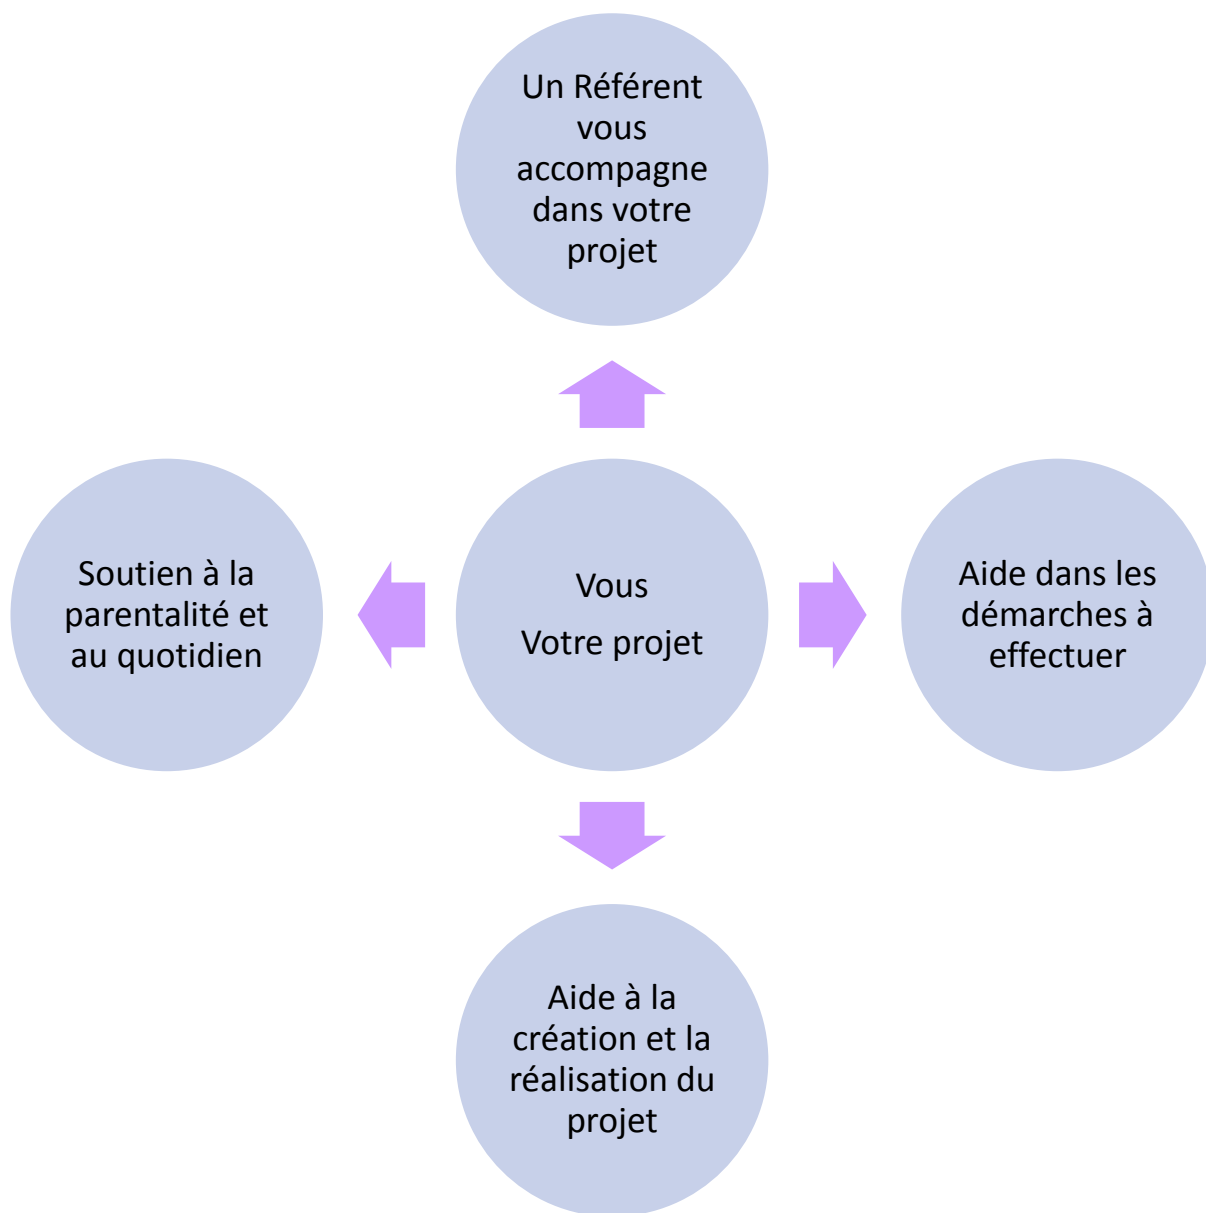 Un Référent
vous
accompagne
dans votre
projet
Soutien à la
parentalité et
au quotidien
Vous
Votre projet
Aide dans les
démarches à
effectuer
Aide à la
création et la
réalisation du
projet